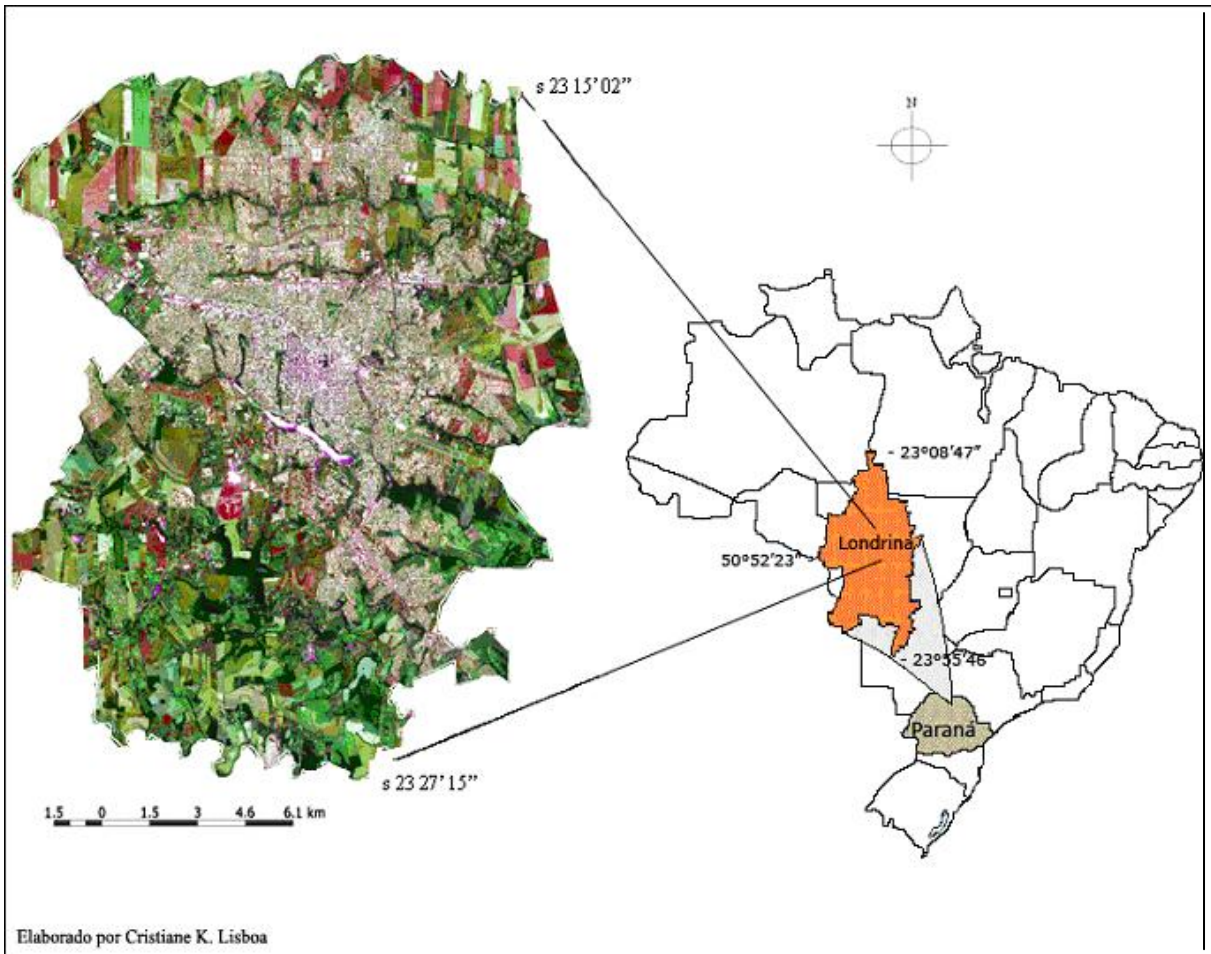 s 23 15’02”
N
- 23°08’47”
Londrina
50°52’23”
- 23°55’46
Paraná
s 23 27’15”
1.5 0 1.5 3 4.6 6.1 km
Elaborado por Cristiane K. Lisboa